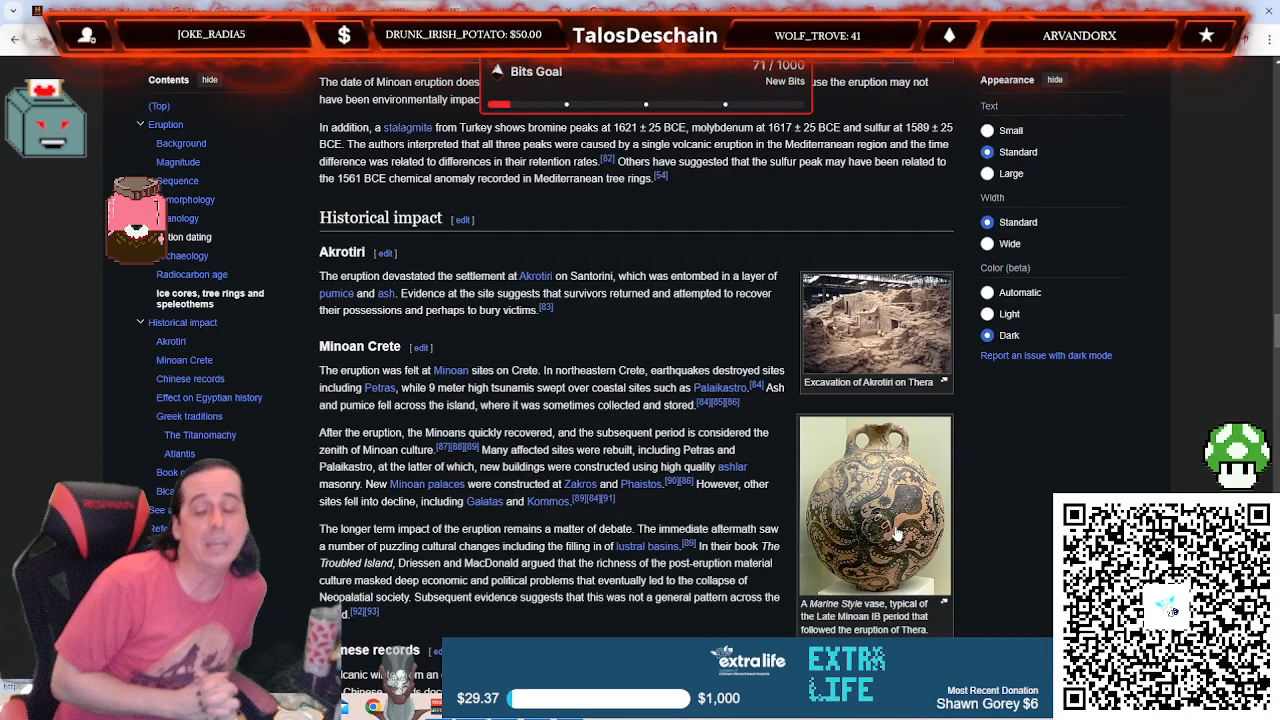 JOKE_RADIA5
$
DRUNK_IRISH_POTATO: $50.00
TalosDeschain
WOLF_TROVE: 41
ARVANDORX
Bits Goal
71 / 1000
New Bits
Contents
hide
(Top)
Eruption
Background
Magnitude
Sequence
morphology
anology
tion dating
chaeology
Radiocarbon age
Ice cores, tree rings and
speleothems
Historical impact
Akrotiri
Minoan Crete
Chinese records
Effect on Egyptian history
Greek traditions
The Titanomachy
Atlantis
Book o
Bica
See a
Refe
The date of Minoan eruption does
use the eruption may not
have been environmentally impac
In addition, a stalagmite from Turkey shows bromine peaks at 1621 ± 25 BCE, molybdenum at 1617 ± 25 BCE and sulfur at 1589 ± 25
BCE. The authors interpreted that all three peaks were caused by a single volcanic eruption in the Mediterranean region and the time
difference was related to differences in their retention rates.[82] Others have suggested that the sulfur peak may have been related to
the 1561 BCE chemical anomaly recorded in Mediterranean tree rings.[54]
Historical impact [ edit ]
Akrotiri [ edit ]
The eruption devastated the settlement at Akrotiri on Santorini, which was entombed in a layer of
pumice and ash. Evidence at the site suggests that survivors returned and attempted to recover
their possessions and perhaps to bury victims.[83]
Excavation of Akrotiri on Thera
Minoan Crete [ edit ]
The eruption was felt at Minoan sites on Crete. In northeastern Crete, earthquakes destroyed sites
including Petras, while 9 meter high tsunamis swept over coastal sites such as Palaikastro.[84] Ash
and pumice fell across the island, where it was sometimes collected and stored.[84][85][86]
After the eruption, the Minoans quickly recovered, and the subsequent period is considered the
zenith of Minoan culture.[87][88][89] Many affected sites were rebuilt, including Petras and
Palaikastro, at the latter of which, new buildings were constructed using high quality ashlar
masonry. New Minoan palaces were constructed at Zakros and Phaistos.[90][86] However, other
sites fell into decline, including Galatas and Kommos.[89][84][91]
The longer term impact of the eruption remains a matter of debate. The immediate aftermath saw
a number of puzzling cultural changes including the filling in of lustral basins.[89] In their book The
Troubled Island, Driessen and MacDonald argued that the richness of the post-eruption material
culture masked deep economic and political problems that eventually led to the collapse of
Neopalatial society. Subsequent evidence suggests that this was not a general pattern across the
d.[92][93]
A Marine Style vase, typical of
the Late Minoan IB period that
followed the eruption of Thera.
nese records [ ed
olcanic wi
Appearance
hide
Text
Small
Standard
Large
Width
Standard
Wide
Color (beta)
Automatic
Light
Dark
Report an issue with dark mode
extralife
EXTRA
LIFE
$29.37
$1,000
Most Recent Donation
Shawn Gorey $6